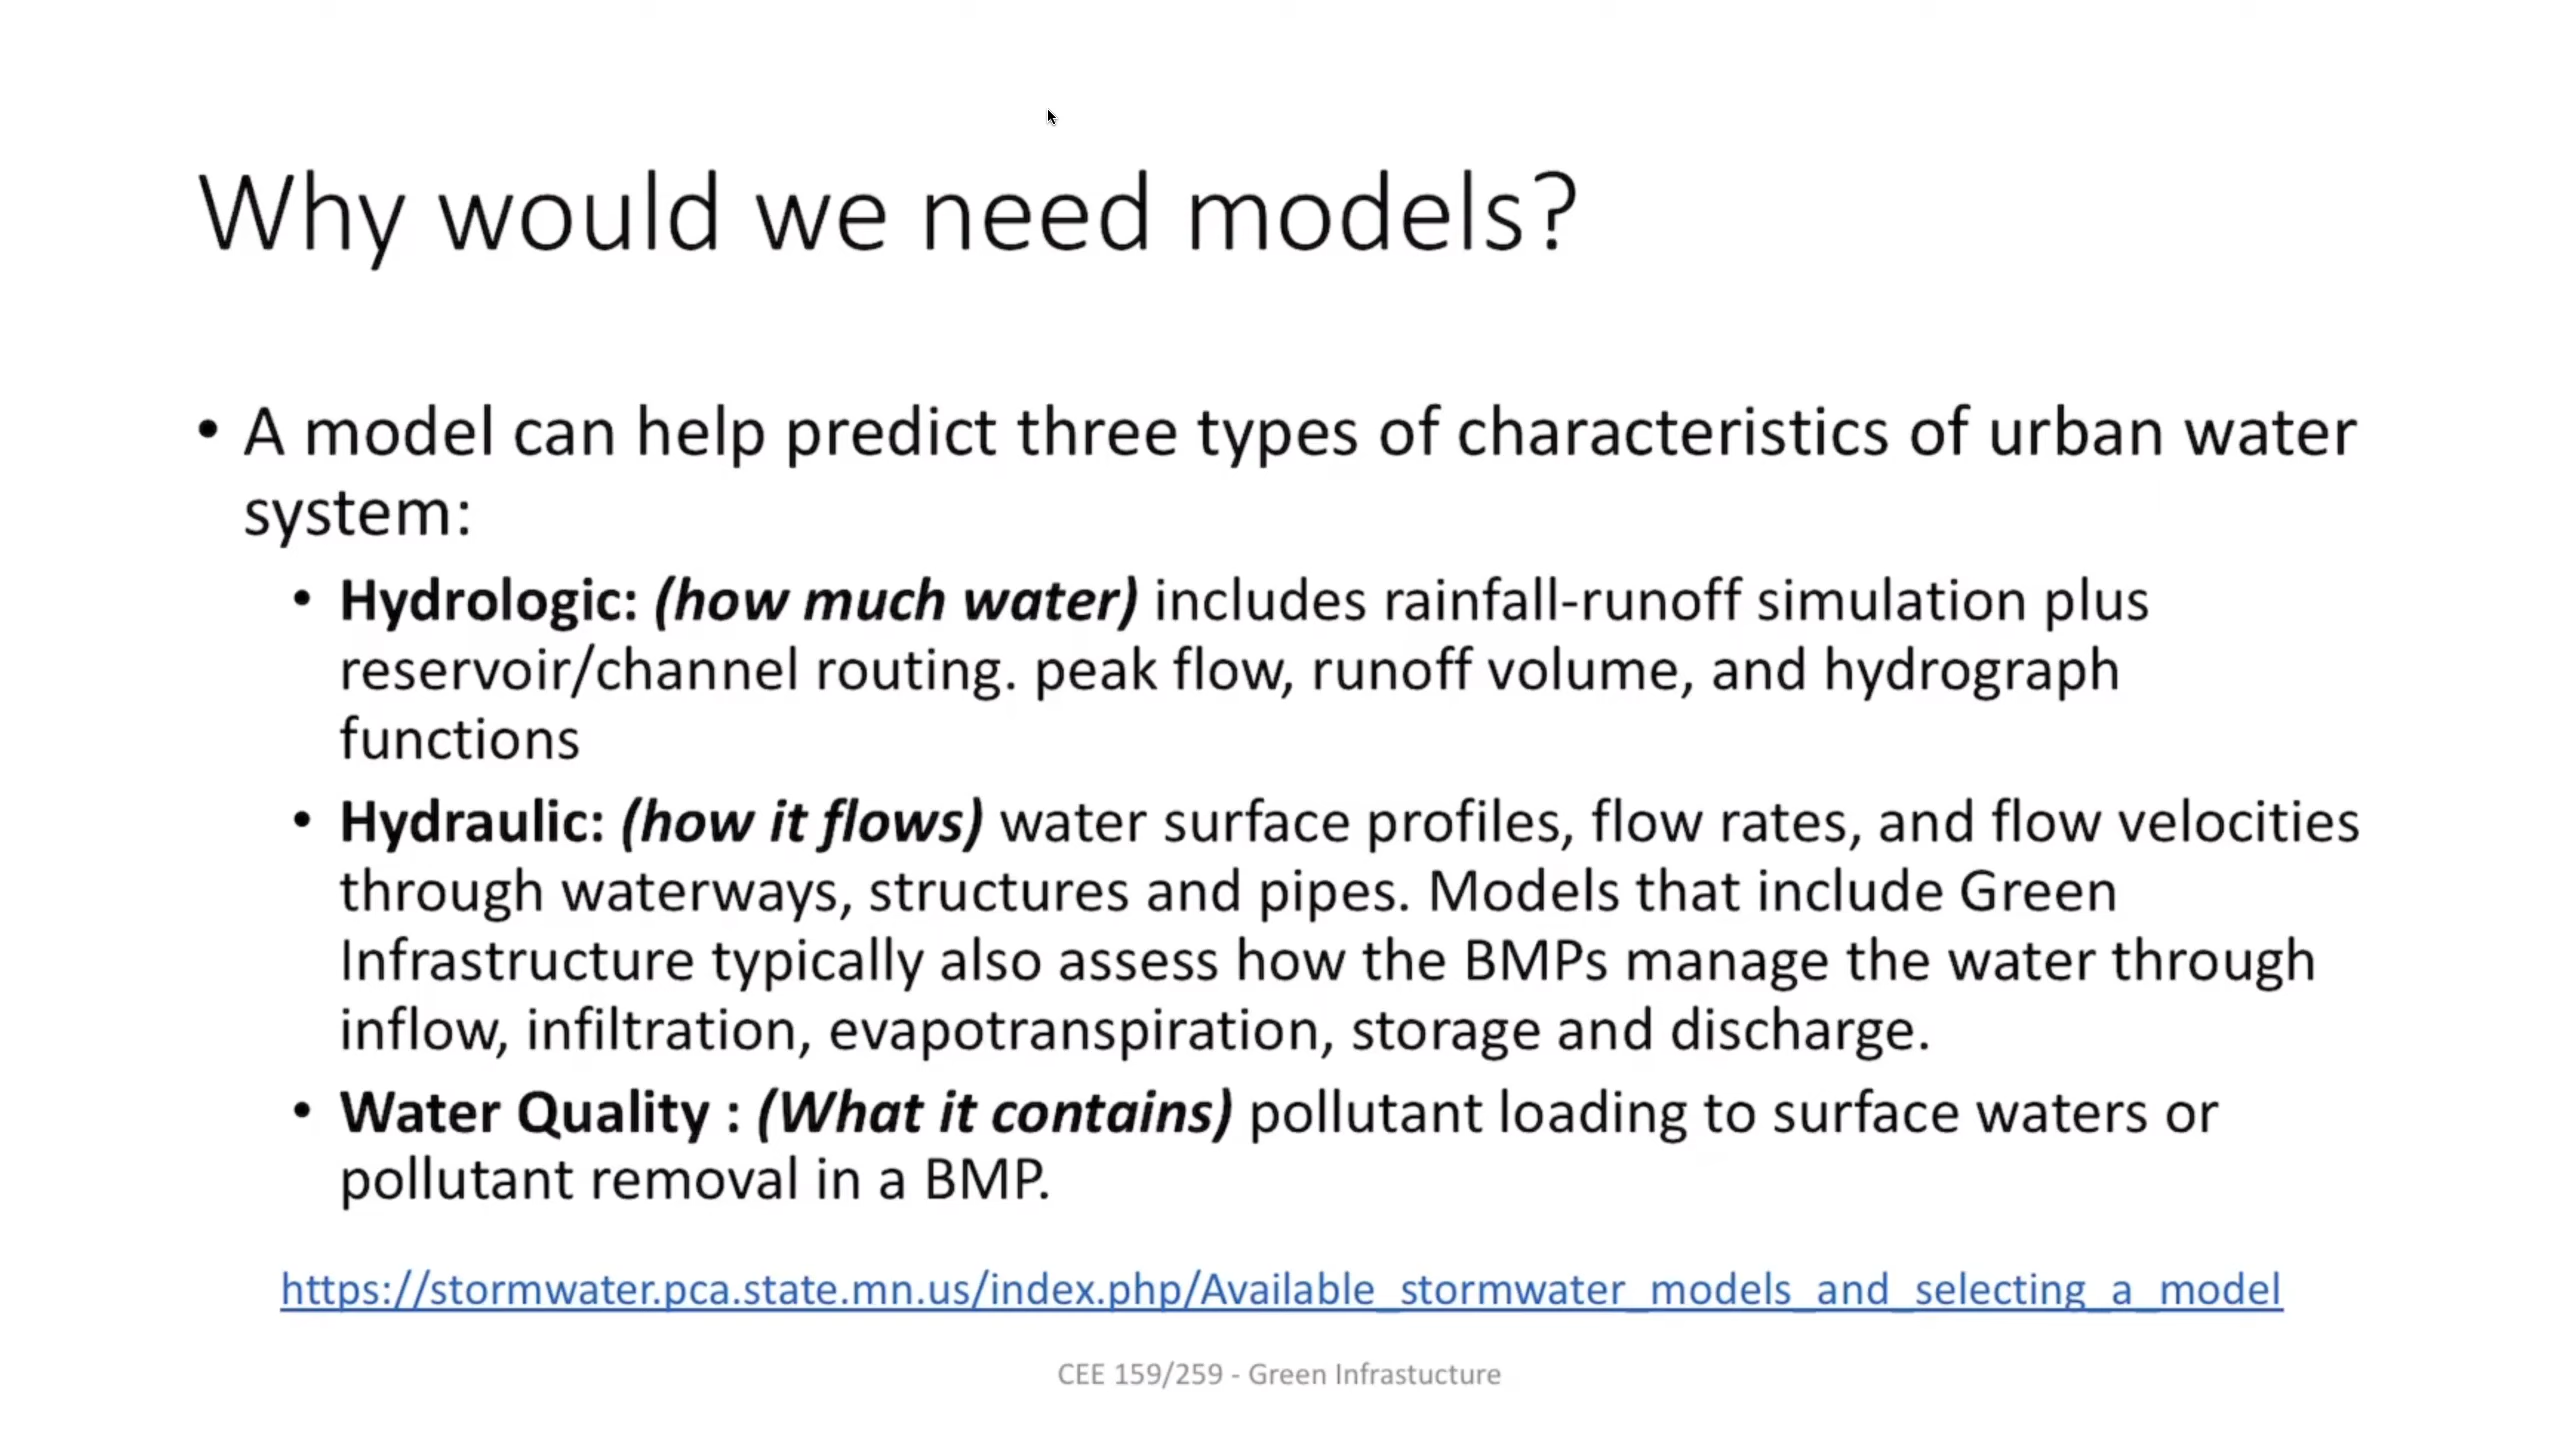 Why would we need models?
• A model can help predict three types of characteristics of urban water
system:
• Hydrologic: (how much water) includes rainfall-runoff simulation plus
reservoir/channel routing. peak flow, runoff volume, and hydrograph
functions
• Hydraulic: (how it flows) water surface profiles, flow rates, and flow velocities
through waterways, structures and pipes. Models that include Green
Infrastructure typically also assess how the BMPs manage the water through
inflow, infiltration, evapotranspiration, storage and discharge.
• Water Quality : (What it contains) pollutant loading to surface waters or
pollutant removal in a BMP.
https://stormwater.pca.state.mn.us/index.php/Available_stormwater_models_and_selecting_a_model
CEE 159/259 - Green Infrastucture